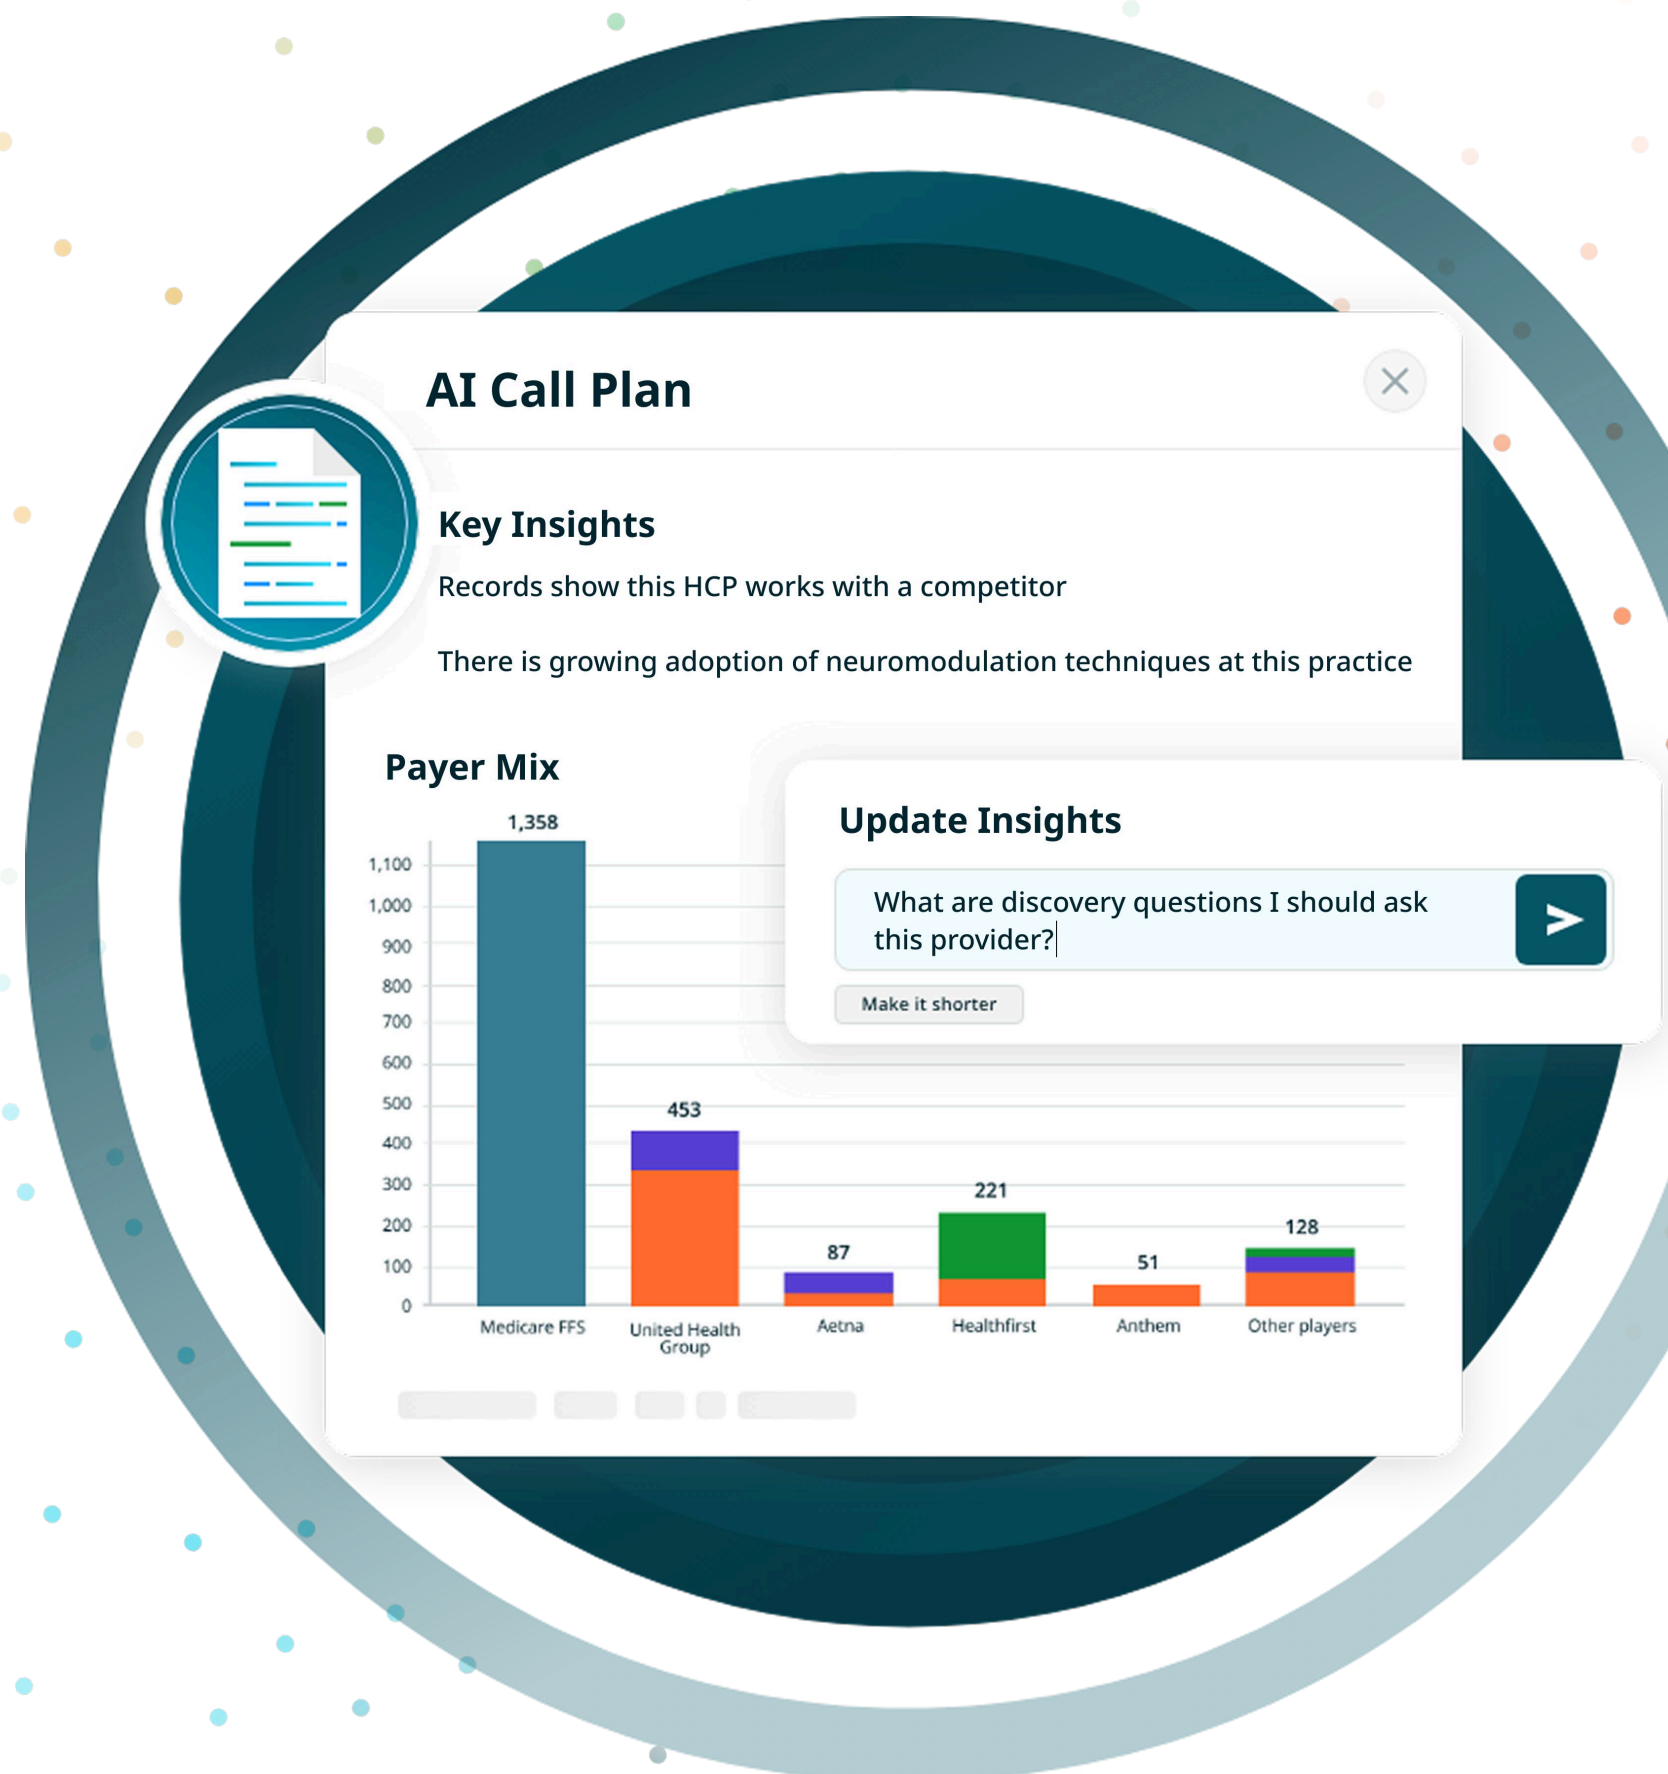 AI Call Plan
Key Insights
Records show this HCP works with a competitor
There is growing adoption of neuromodulation techniques at this practice
Payer Mix
Update Insights
What are discovery questions I should ask
this provider?
Make it shorter
1,358
1,100
1,000
900
800
700
600
500
400
300
200
100
0
453
87
221
51
128
Medicare FFS
United Health
Group
Aetna
Healthfirst
Anthem
Other players